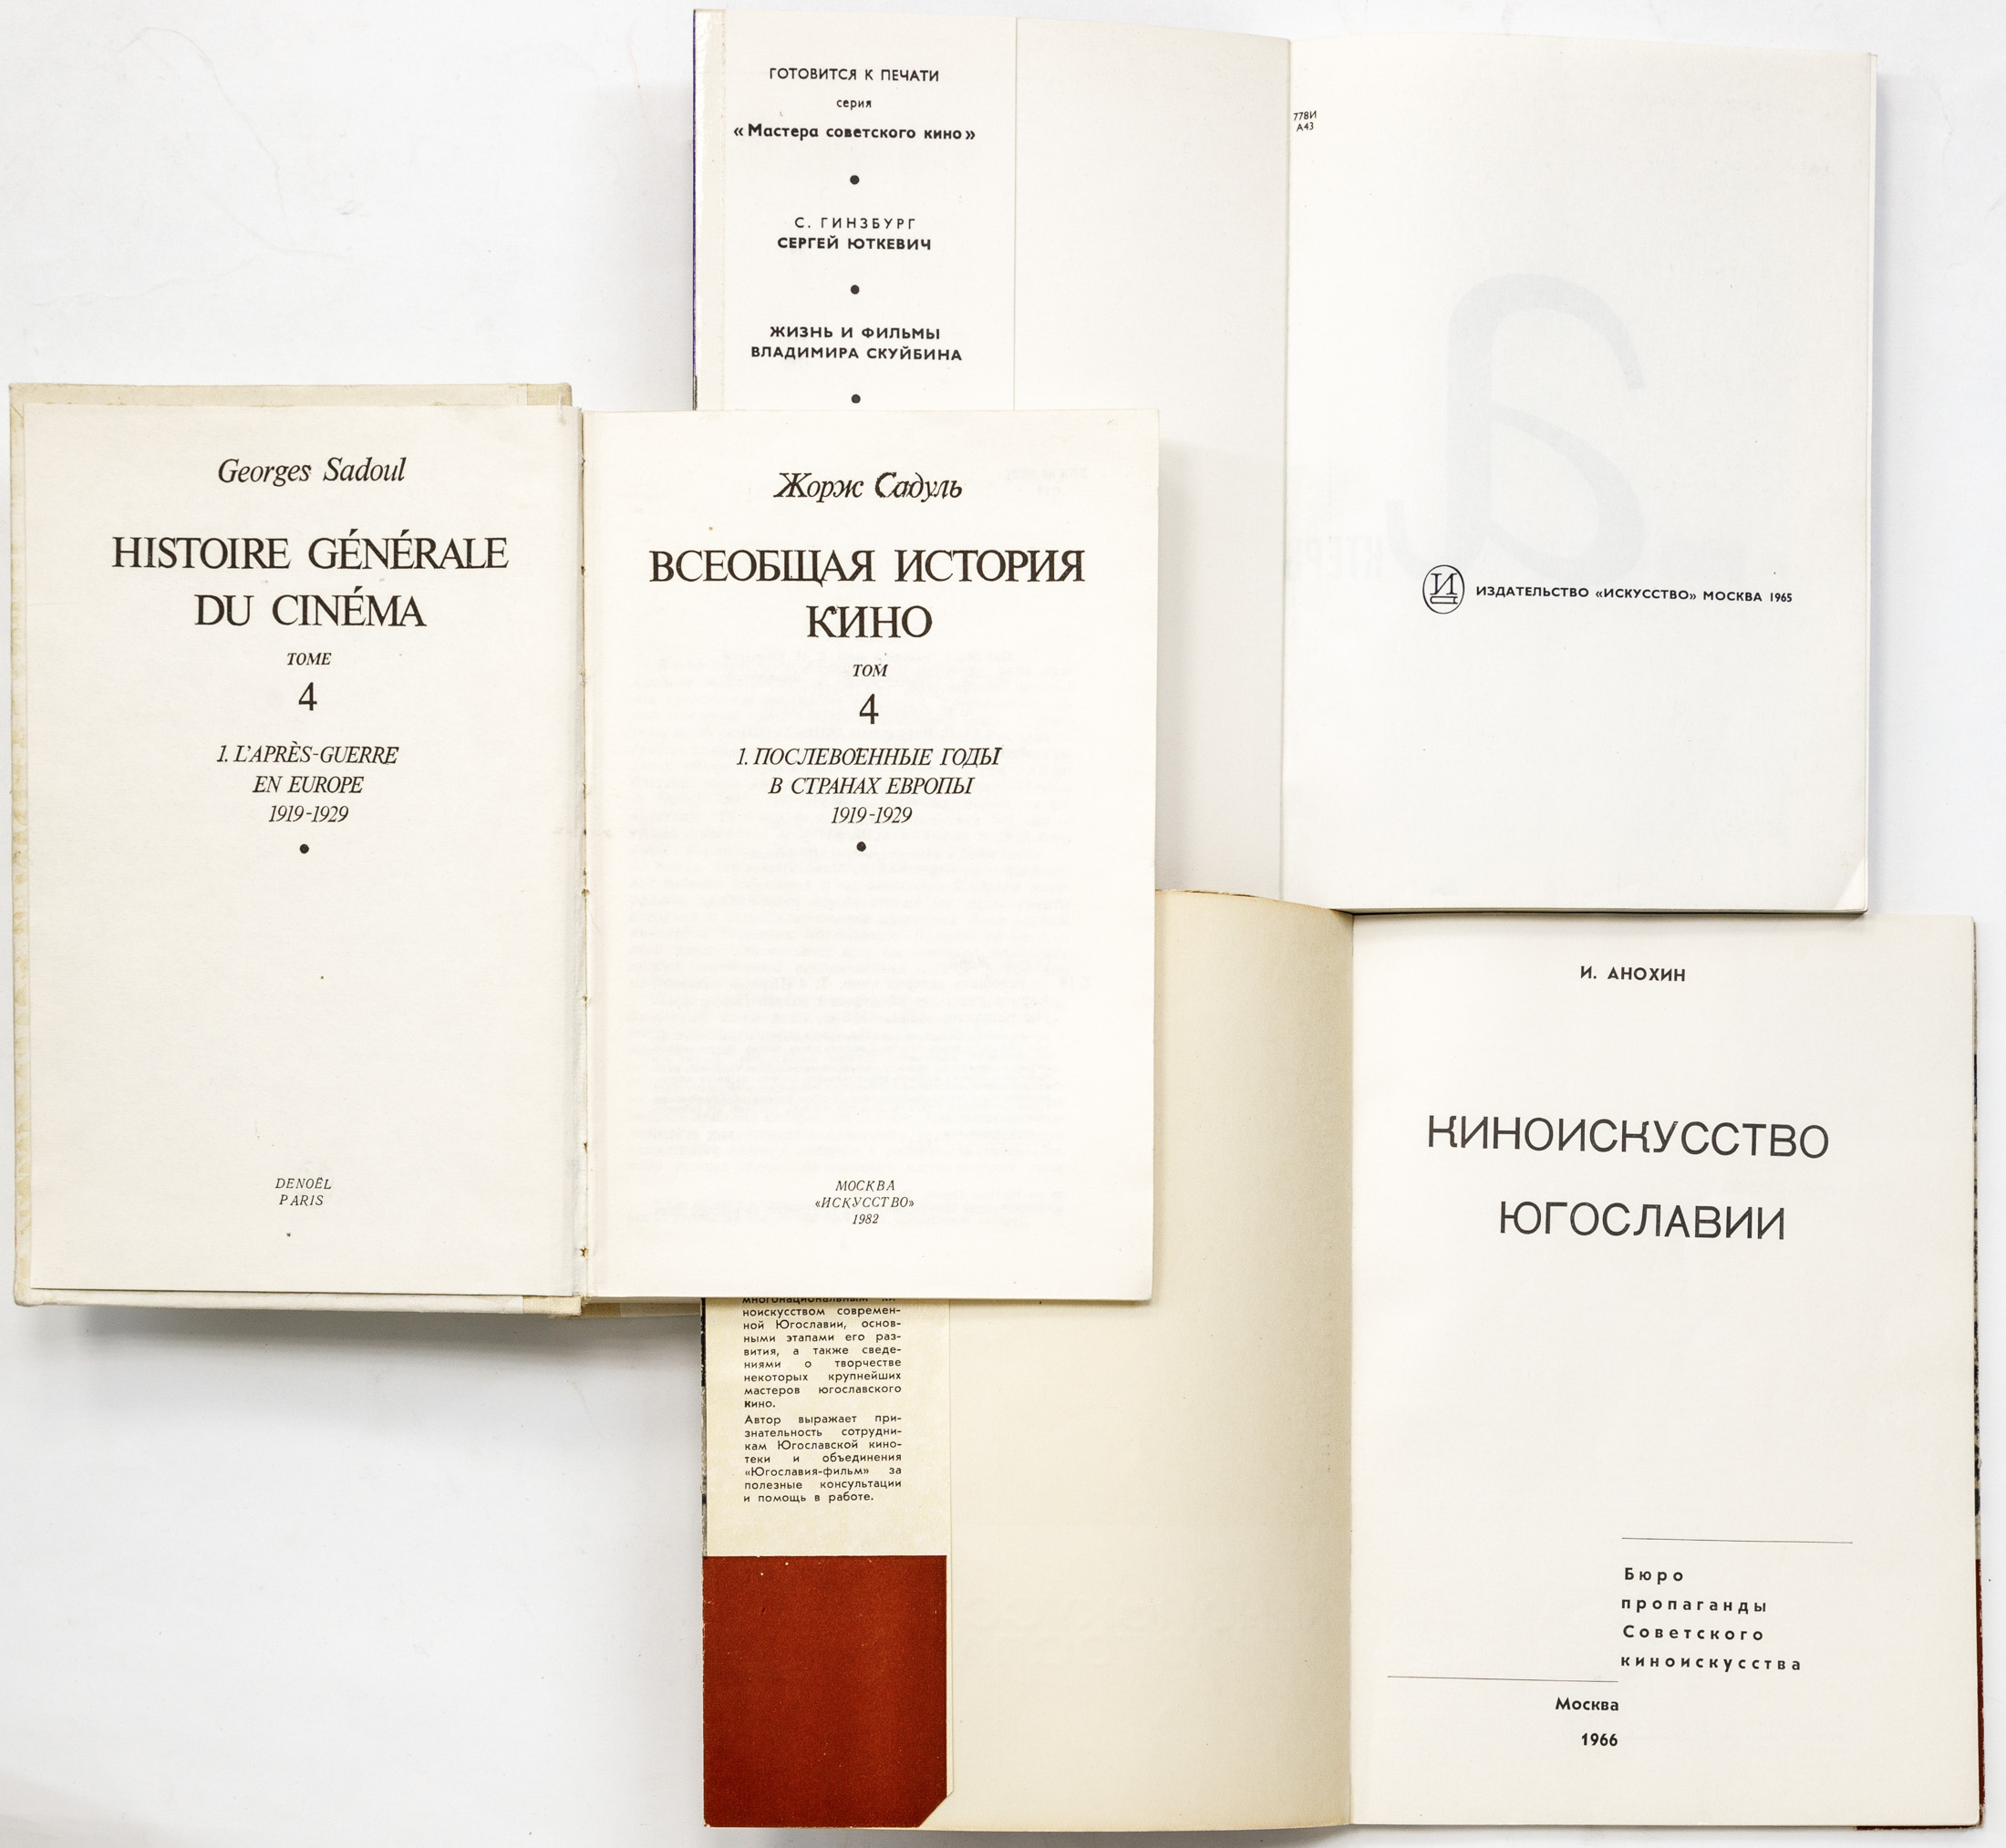 ГОТОВИТСЯ К ПЕЧАТИ
серия
«Мастера советского кино»
С. ГИНЗБУРГ
СЕРГЕЙ ЮТКЕВИЧ
ЖИЗНЬ И ФИЛЬМЫ
ВЛАДИМИРА СКУЙБИНА
778И
А43
И
ИЗДАТЕЛЬСТВО «ИСКУССТВО» МОСКВА 1965
Georges Sadoul
HISTOIRE GÉNÉRALE
DU CINÉMA
TOME
4
1. L'APRÈS-GUERRE
EN EUROPE
1919-1929
DENOËL
PARIS
Жорж Садуль
ВСЕОБЩАЯ ИСТОРИЯ
КИНО
ТОМ
4
1. ПОСЛЕВОЕННЫЕ ГОДЫ
В СТРАНАХ ЕВРОПЫ
1919-1929
МОСКВА
«ИСКУССТВО»
1982
многонациональным ки-
ноискусством современ-
ной Югославии, основ-
ными этапами его раз-
вития, а также сведе-
ниями о творчестве
некоторых крупнейших
мастеров югославского
кино.
Автор выражает при-
знательность сотрудни-
кам Югославской кино-
теки и объединения
«Югославия-фильм» за
полезные консультации
и помощь в работе.
И. АНОХИН
КИНОИСКУССТВО
ЮГОСЛАВИИ
Бюро
пропаганды
Советского
киноискусства
Москва
1966